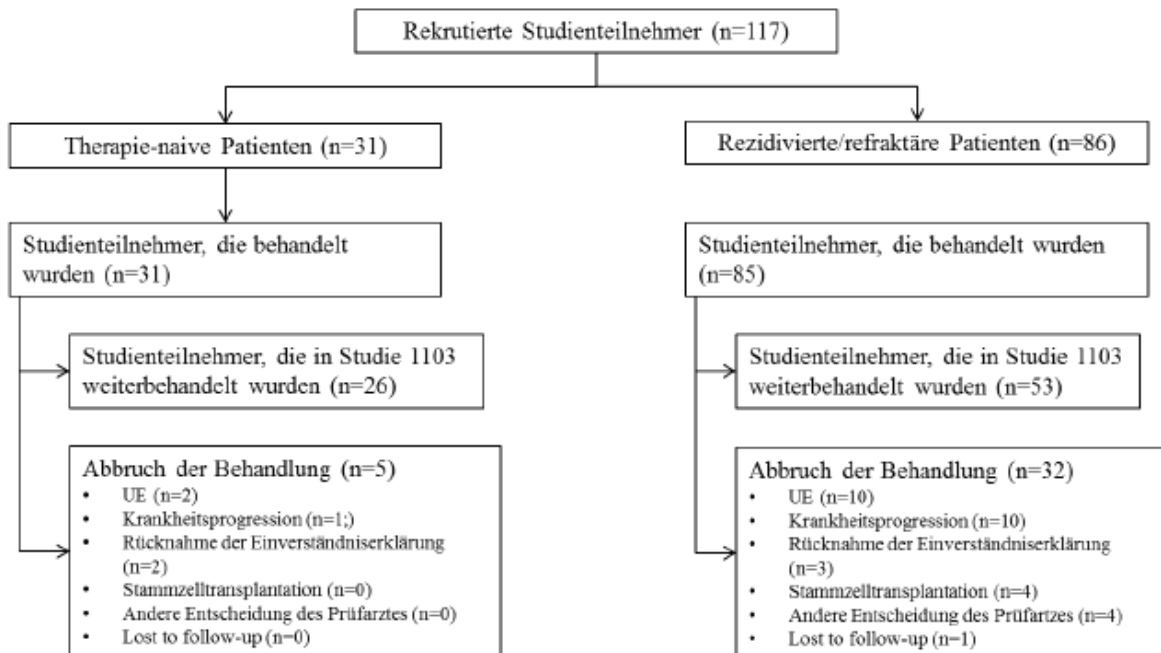 Rekrutierte Studienteilnehmer (n=117)
Therapie-naive Patienten (n=31)
Rezidivierte/refraktäre Patienten (n=86)
Studienteilnehmer, die behandelt
wurden (n=31)
Studienteilnehmer, die behandelt wurden
(n=85)
Studienteilnehmer, die in Studie 1103
weiterbehandelt wurden (n=26)
Studienteilnehmer, die in Studie 1103
weiterbehandelt wurden (n=53)
Abbruch der Behandlung (n=5)
• UE (n=2)
• Krankheitsprogression (n=1;)
• Rücknahme der Einverständniserklärung
(n=2)
• Stammzelltransplantation (n=0)
• Andere Entscheidung des Prüfarztes (n=0)
• Lost to follow-up (n=0)
Abbruch der Behandlung (n=32)
• UE (n=10)
• Krankheitsprogression (n=10)
• Rücknahme der Einverständniserklärung
(n=3)
• Stammzelltransplantation (n=4)
• Andere Entscheidung des Prüfartzes (n=4)
• Lost to follow-up (n=1)